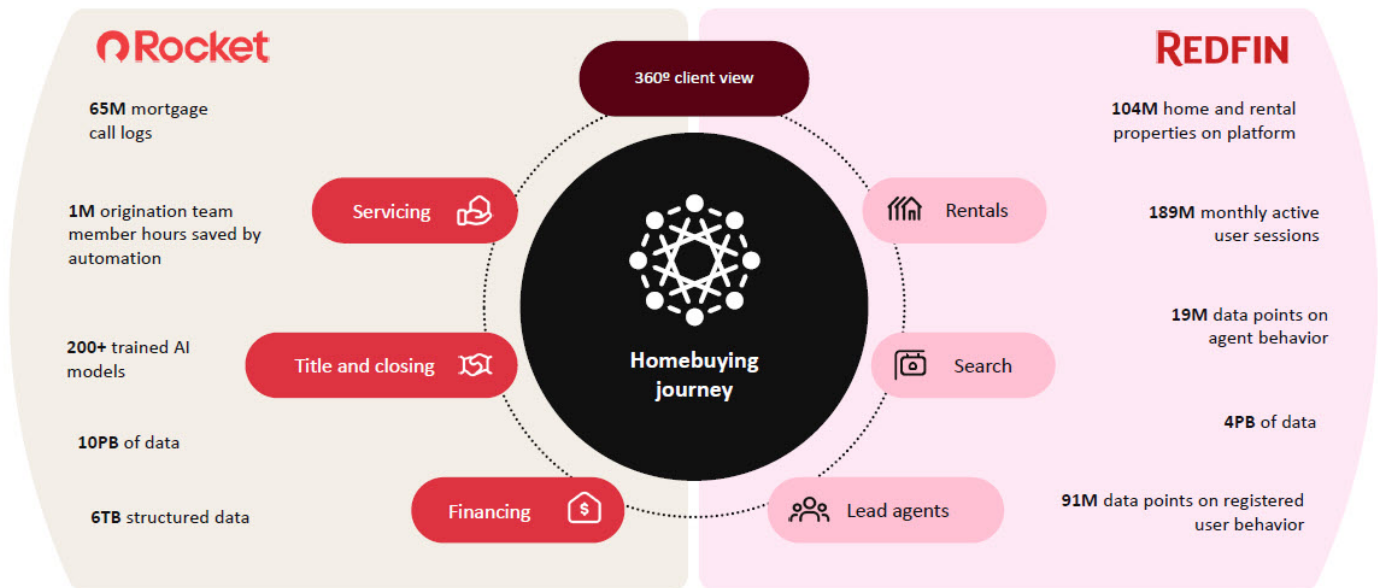 Rocket
65M mortgage
call logs
1M origination team
member hours saved by
automation
200+ trained AI
models
10PB of data
6TB structured data
360º client view
Servicing
Title and closing
Financing
Homebuying
journey
Rentals
Search
Lead agents
REDFIN
104M home and rental
properties on platform
189M monthly active
user sessions
19M data points on
agent behavior
4PB of data
91M data points on registered
user behavior